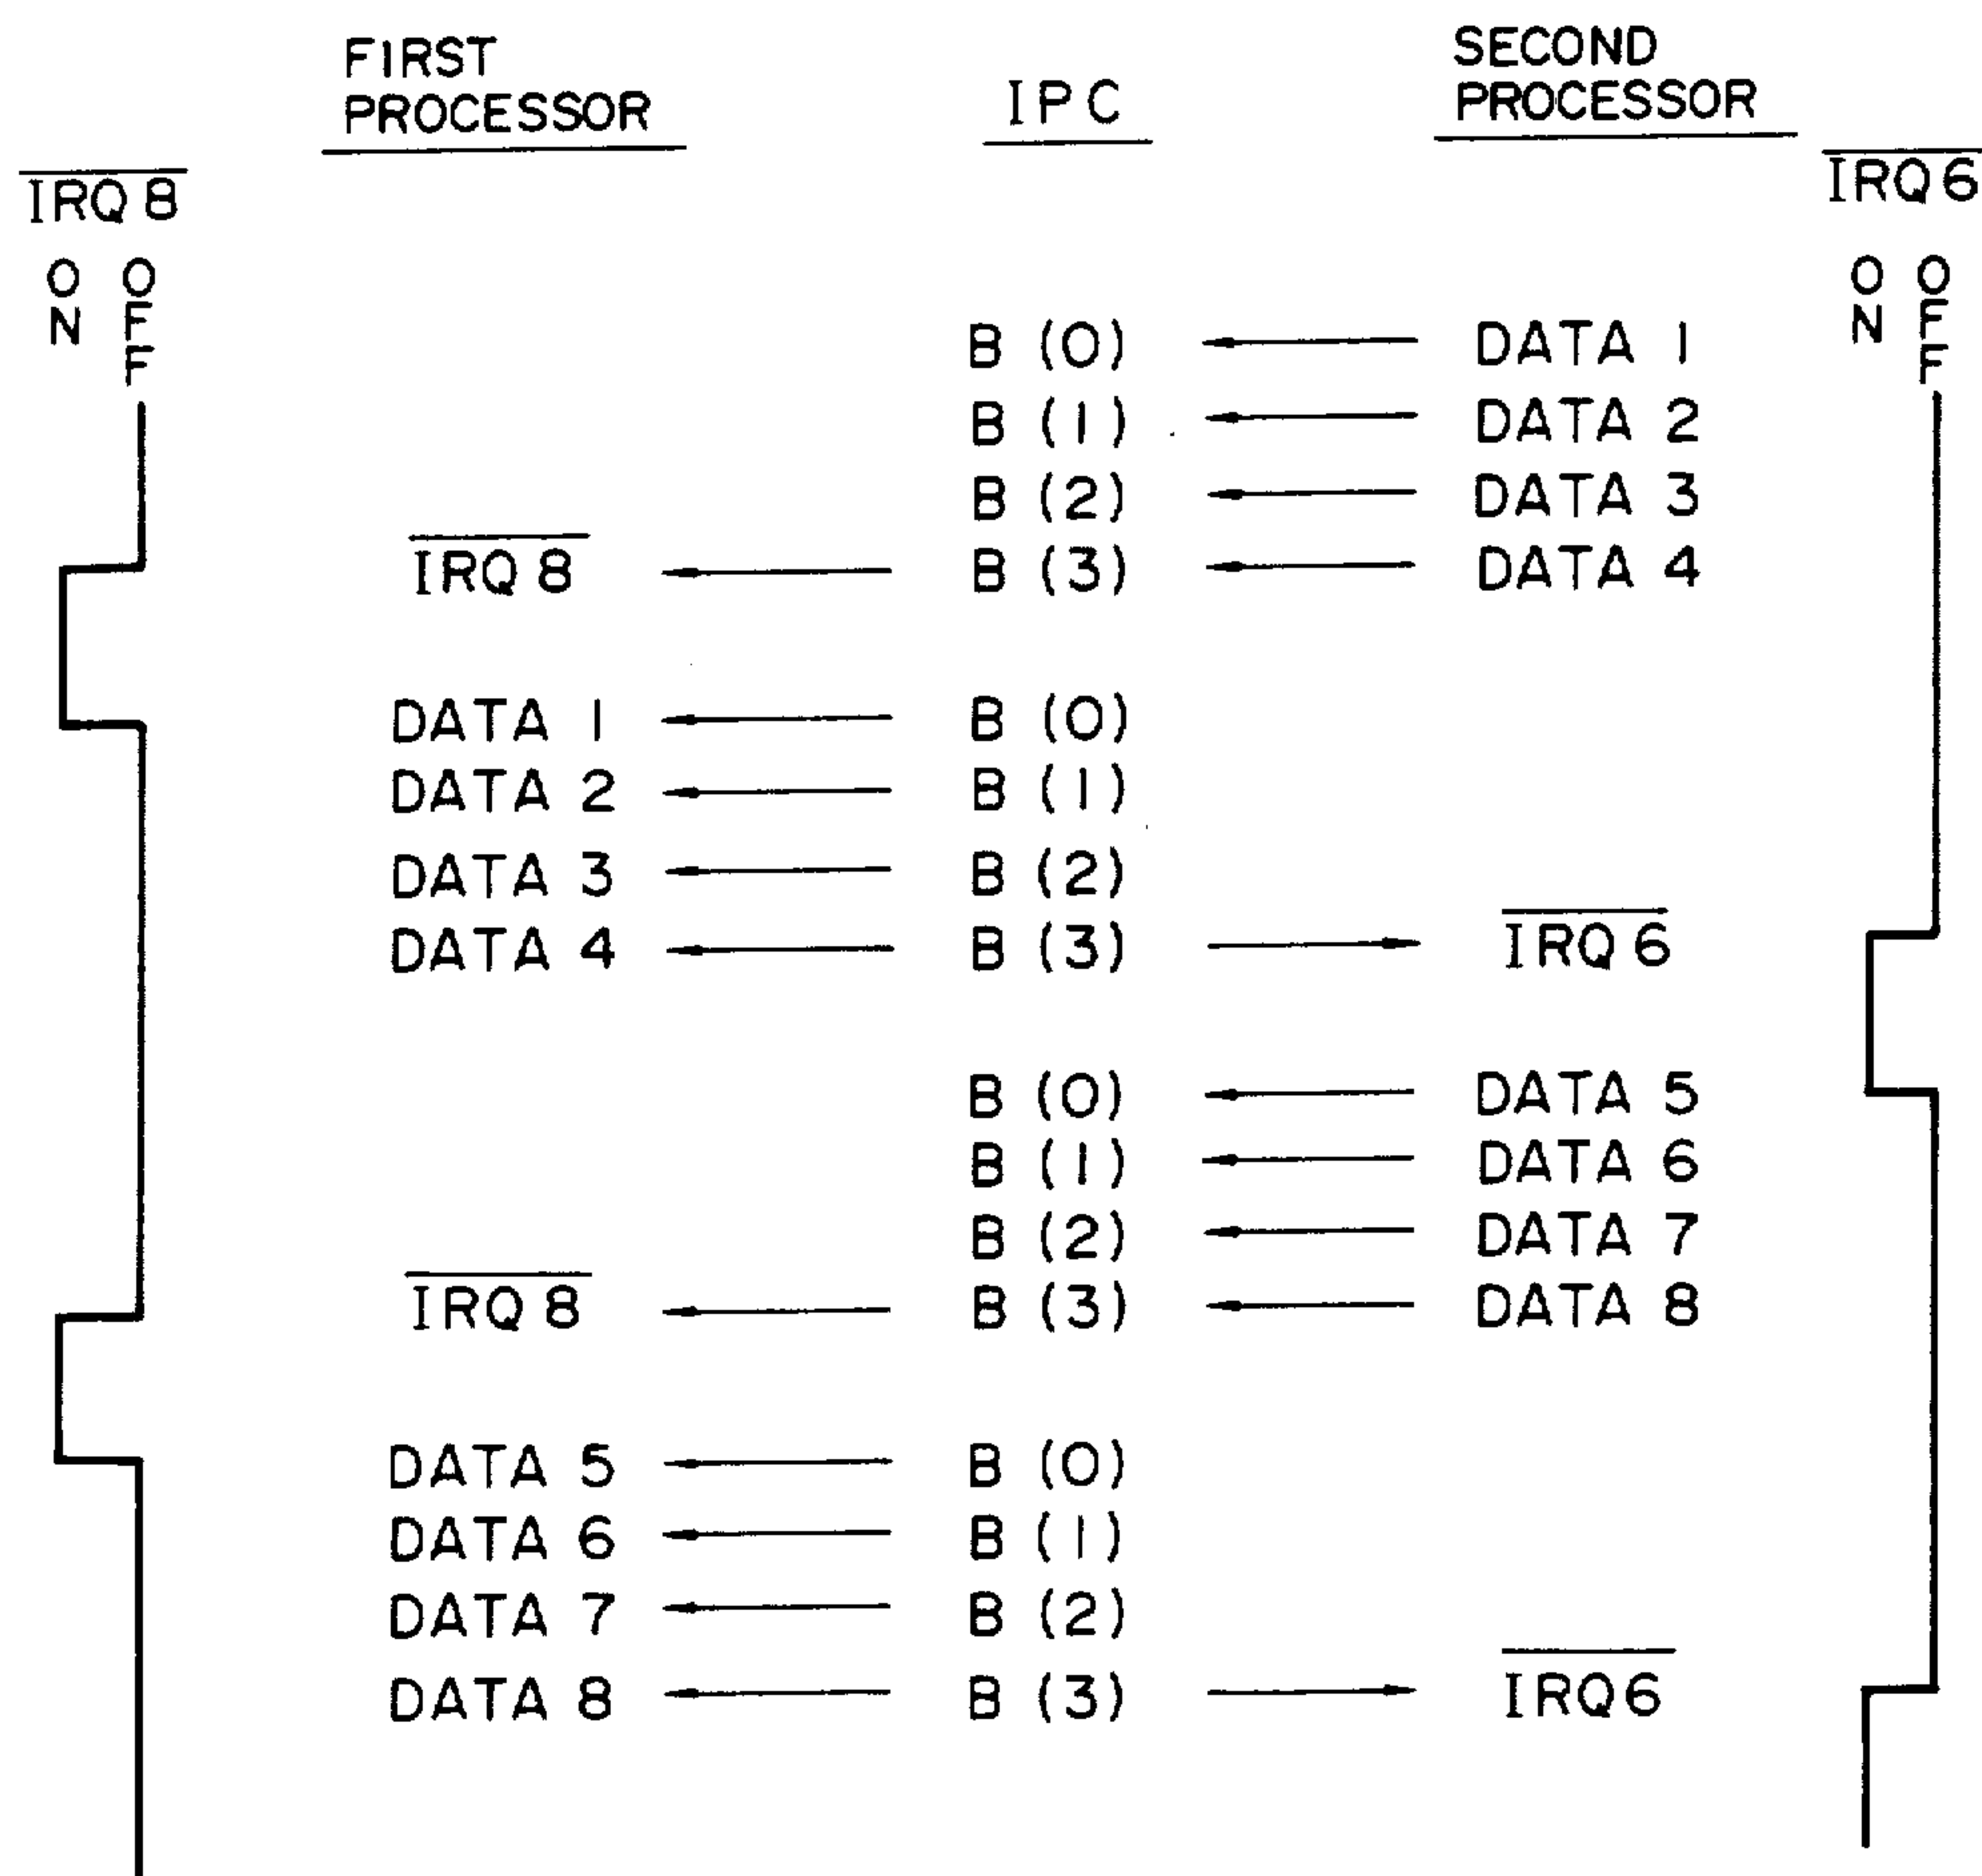 FIRST
PROCESSOR
IPC
SECOND
PROCESSOR
IRQ8
IRQ6
ON OFF
ON OFF
B (0) DATA 1
B (1) DATA 2
B (2) DATA 3
IRQ8 B (3) DATA 4
DATA 1 B (0)
DATA 2 B (1)
DATA 3 B (2)
DATA 4 B (3) IRQ6
B (0) DATA 5
B (1) DATA 6
B (2) DATA 7
IRQ8 B (3) DATA 8
DATA 5 B (0)
DATA 6 B (1)
DATA 7 B (2)
DATA 8 B (3) IRQ6